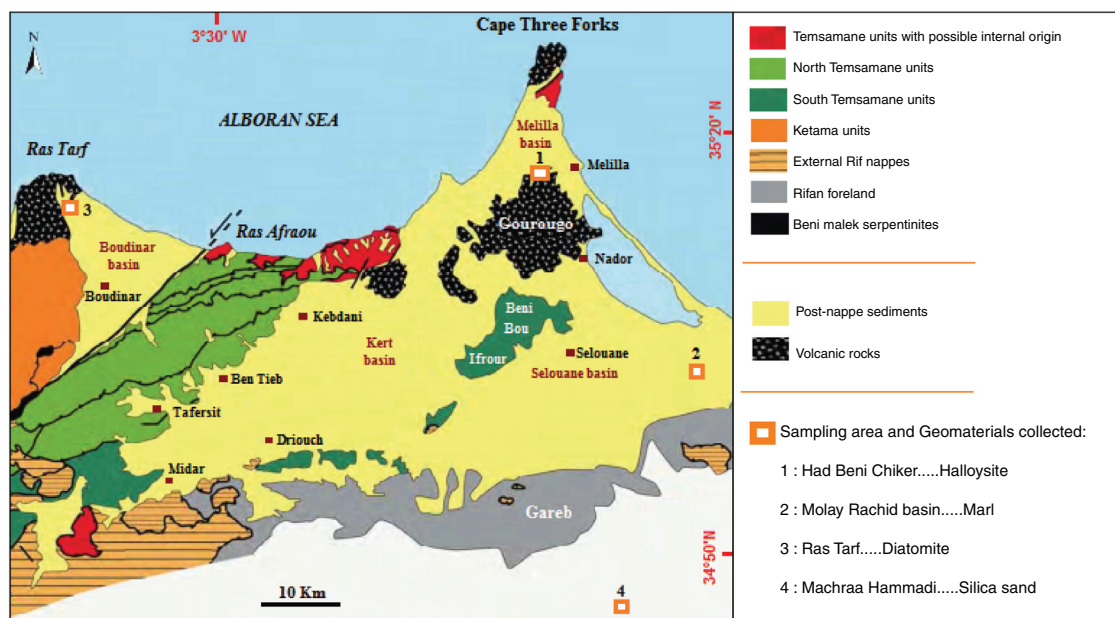 3°30' W
Cape Three Forks
N
ALBORAN SEA
35°20' N
Melilla
basin
1
Melilla
Ras Tarf
3
Gourougo
Ras Afraou
Boudinar
basin
Nador
Boudinar
Kebdani
Beni
Bou
Ifrour
Kert
basin
Selouane
2
Selouane basin
Ben Tieb
Tafersit
Driouch
Midar
Gareb
34°50'N
10 Km
4
Temsamane units with possible internal origin
North Temsamane units
South Temsamane units
Ketama units
External Rif nappes
Rifan foreland
Beni malek serpentinites
Post-nappe sediments
Volcanic rocks
Sampling area and Geomaterials collected:
1 : Had Beni Chiker.....Halloysite
2 : Molay Rachid basin.....Marl
3 : Ras Tarf.....Diatomite
4 : Machraa Hammadi.....Silica sand